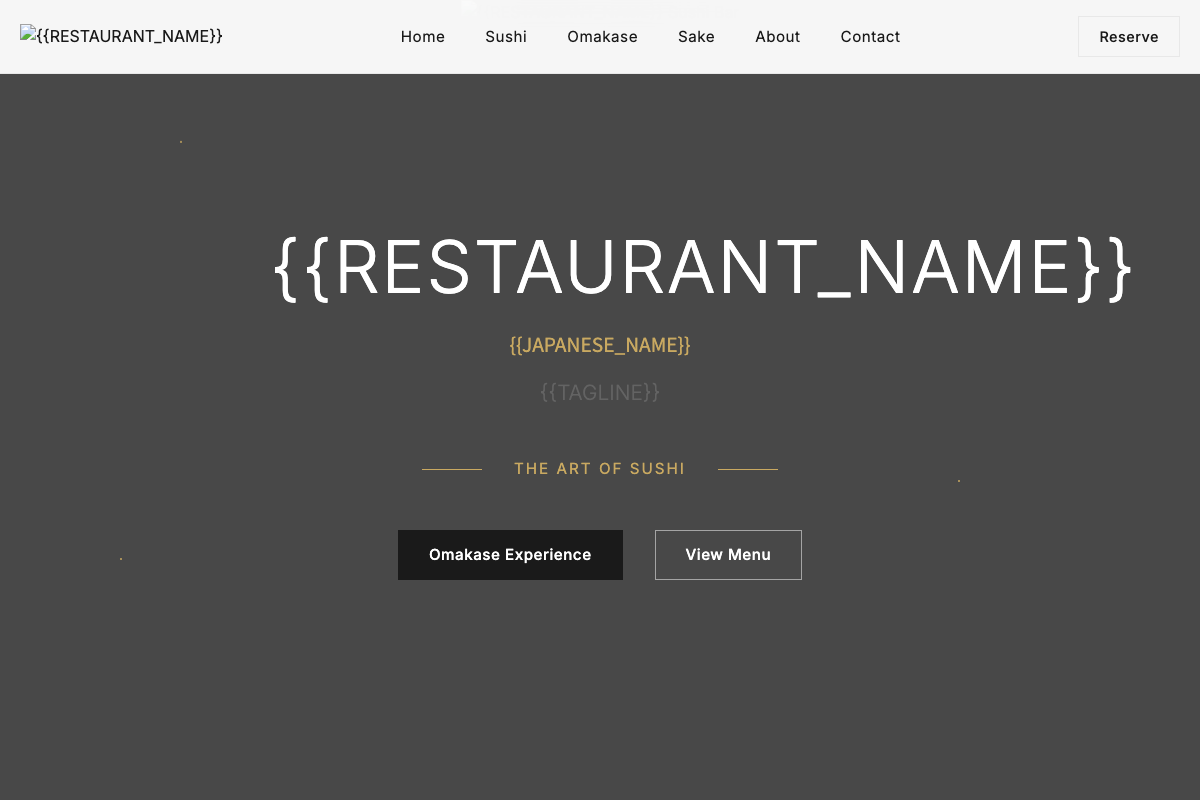 {{RESTAURANT_NAME}} Home Sushi Omakase Sake About Contact Reserve
{{RESTAURANT_NAME}}
{{JAPANESE_NAME}}
{{TAGLINE}}
THE ART OF SUSHI
Omakase Experience View Menu